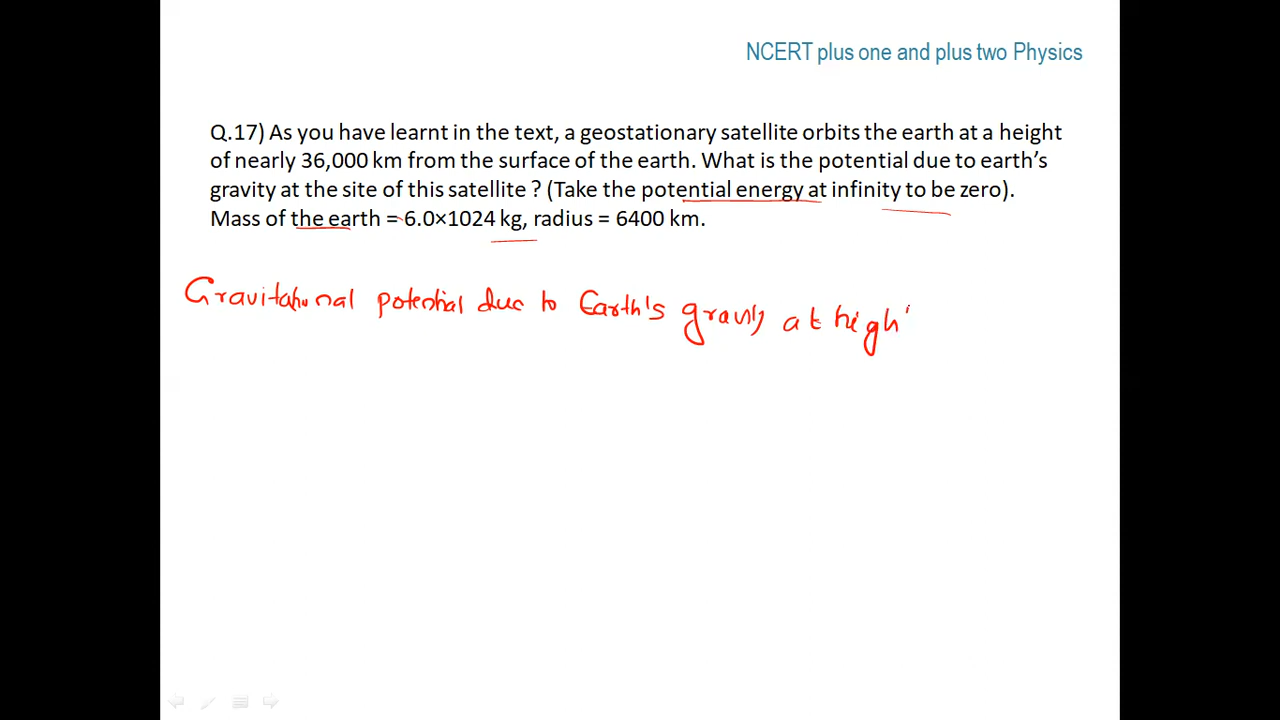 NCERT plus one and plus two Physics
Q.17) As you have learnt in the text, a geostationary satellite orbits the earth at a height
of nearly 36,000 km from the surface of the earth. What is the potential due to earth’s
gravity at the site of this satellite ? (Take the potential energy at infinity to be zero).
Mass of the earth = 6.0×1024 kg, radius = 6400 km.
Gravitational potential due to Earth's gravity at high